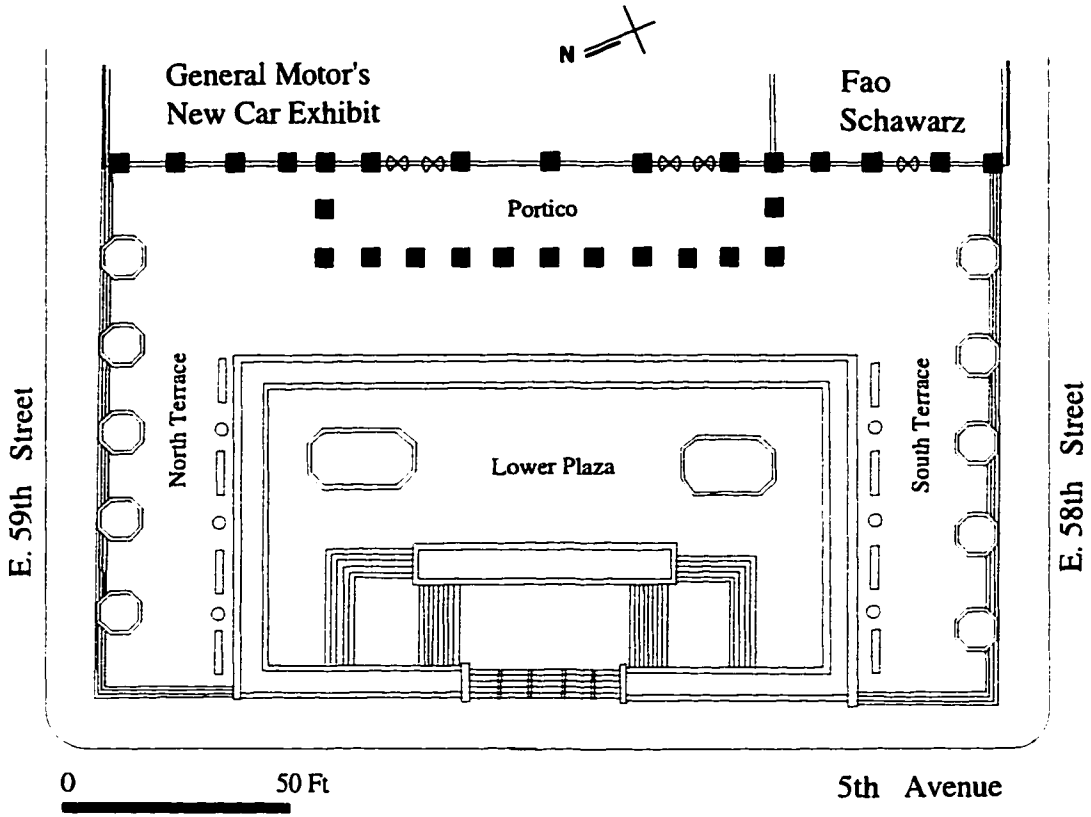 N
General Motor's
New Car Exhibit
Fao
Schawarz
Portico
North Terrace
South Terrace
Lower Plaza
E. 59th Street
E. 58th Street
0
50 Ft
5th Avenue